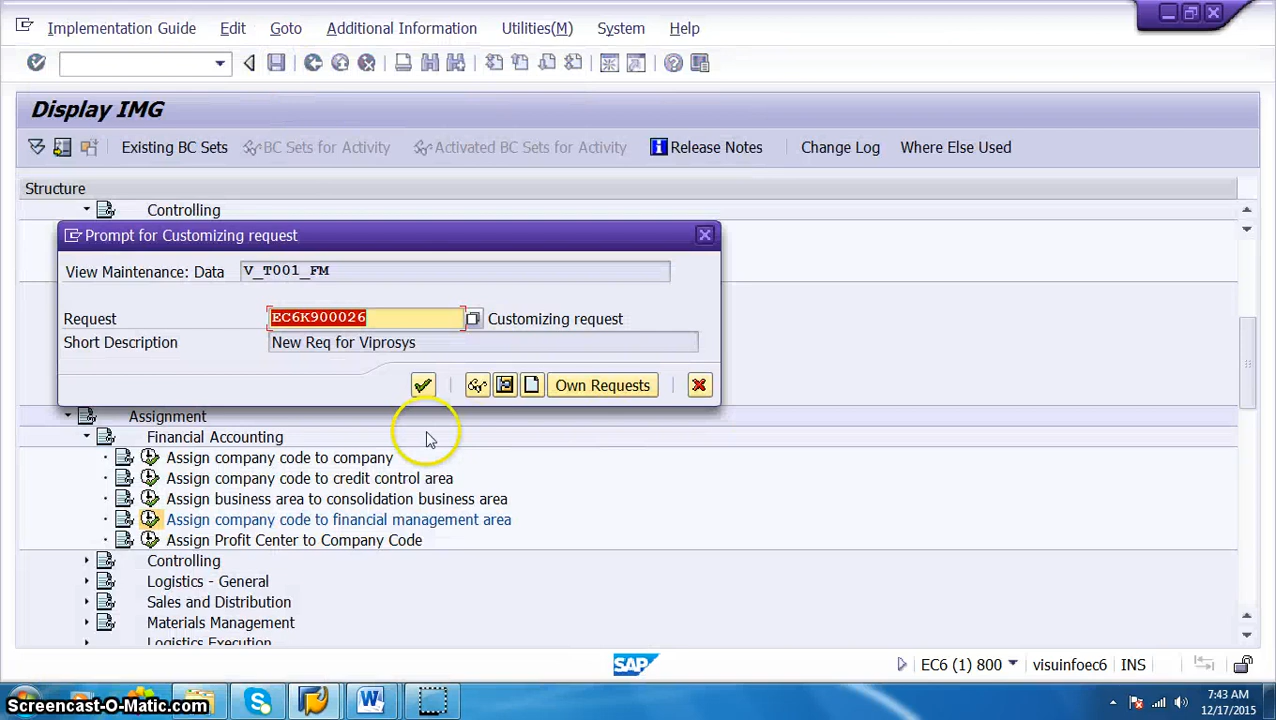 Implementation Guide Edit Goto Additional Information Utilities(M) System Help
Display IMG
Existing BC Sets BC Sets for Activity Activated BC Sets for Activity Release Notes Change Log Where Else Used
Structure
Controlling
Prompt for Customizing request
View Maintenance: Data V_T001_FM
Request EC6K900026 Customizing request
Short Description New Req for Viprosys
Own Requests
Assignment
Financial Accounting
Assign company code to company
Assign company code to credit control area
Assign business area to consolidation business area
Assign company code to financial management area
Assign Profit Center to Company Code
Controlling
Logistics - General
Sales and Distribution
Materials Management
Logistics Execution
SAP EC6 (1) 800 visuinfoec6 INS
7:43 AM
Screencast-O-Matic.com 12/17/2015